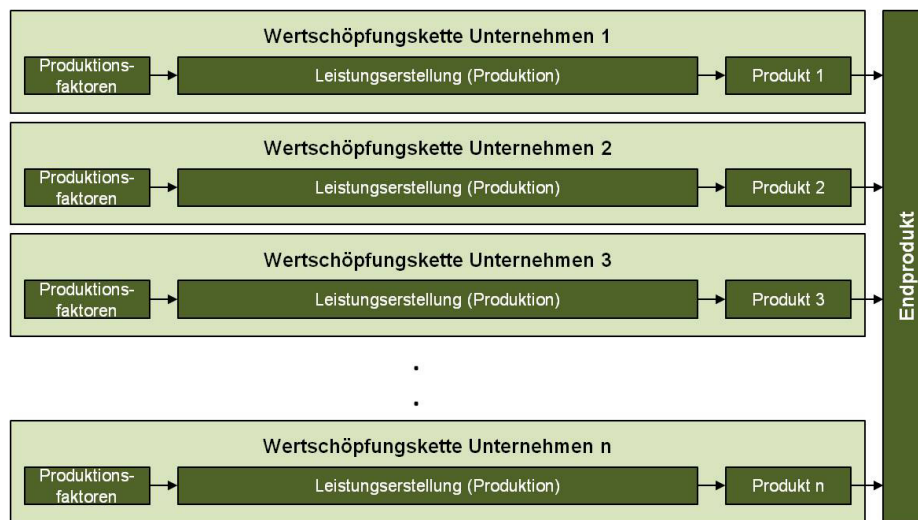 Wertschöpfungskette Unternehmen 1
Produktions-
faktoren
Leistungserstellung (Produktion)
Produkt 1
Wertschöpfungskette Unternehmen 2
Produktions-
faktoren
Leistungserstellung (Produktion)
Produkt 2
Wertschöpfungskette Unternehmen 3
Produktions-
faktoren
Leistungserstellung (Produktion)
Produkt 3
.
.
Wertschöpfungskette Unternehmen n
Produktions-
faktoren
Leistungserstellung (Produktion)
Produkt n
Endprodukt